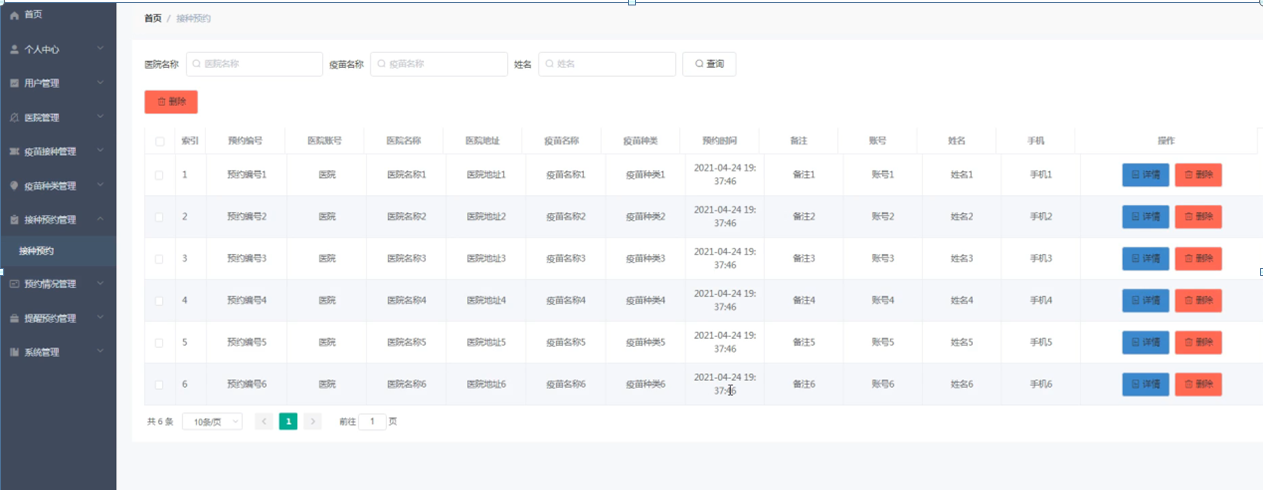 首页
个人中心
用户管理
医院管理
疫苗接种管理
疫苗种类管理
接种预约管理
接种预约
预约情况管理
提醒预约管理
系统管理
首页 / 接种预约
医院名称 医院名称 疫苗名称 疫苗名称 姓名 姓名 查询
删除
索引 预约编号 医院账号 医院名称 医院地址 疫苗名称 疫苗种类 预约时间 备注 账号 姓名 手机 操作
1 预约编号1 医院 医院名称1 医院地址1 疫苗名称1 疫苗种类1 2021-04-24 19:37:46 备注1 账号1 姓名1 手机1 详情 删除
2 预约编号2 医院 医院名称2 医院地址2 疫苗名称2 疫苗种类2 2021-04-24 19:37:46 备注2 账号2 姓名2 手机2 详情 删除
3 预约编号3 医院 医院名称3 医院地址3 疫苗名称3 疫苗种类3 2021-04-24 19:37:46 备注3 账号3 姓名3 手机3 详情 删除
4 预约编号4 医院 医院名称4 医院地址4 疫苗名称4 疫苗种类4 2021-04-24 19:37:46 备注4 账号4 姓名4 手机4 详情 删除
5 预约编号5 医院 医院名称5 医院地址5 疫苗名称5 疫苗种类5 2021-04-24 19:37:46 备注5 账号5 姓名5 手机5 详情 删除
6 预约编号6 医院 医院名称6 医院地址6 疫苗名称6 疫苗种类6 2021-04-24 19:37:46 备注6 账号6 姓名6 手机6 详情 删除
共 6 条 10条/页 1 前往 1 页